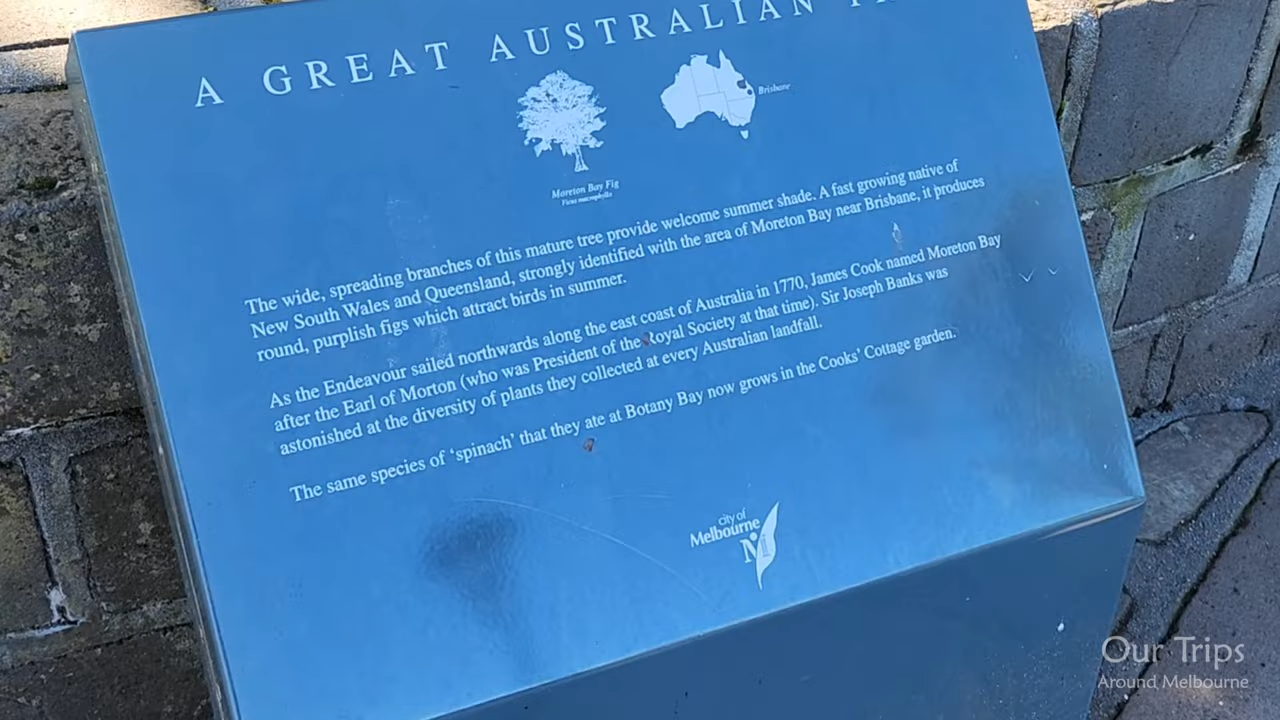 A GREAT AUSTRALIAN
Brisbane
Moreton Bay Fig
Ficus macrophylla
The wide, spreading branches of this mature tree provide welcome summer shade. A fast growing native of
New South Wales and Queensland, strongly identified with the area of Moreton Bay near Brisbane, it produces
round, purplish figs which attract birds in summer.
As the Endeavour sailed northwards along the east coast of Australia in 1770, James Cook named Moreton Bay
after the Earl of Morton (who was President of the Royal Society at that time). Sir Joseph Banks was
astonished at the diversity of plants they collected at every Australian landfall.
The same species of ‘spinach’ that they ate at Botany Bay now grows in the Cooks’ Cottage garden.
city of
Melbourne
M
Our Trips
Around Melbourne